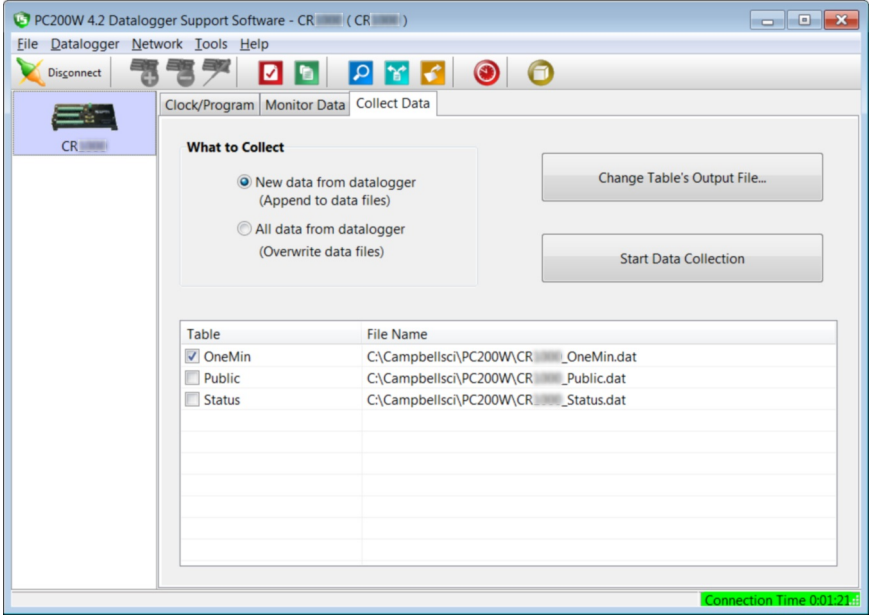 PC200W 4.2 Datalogger Support Software - CR ( CR )
File Datalogger Network Tools Help
Disconnect
Clock/Program Monitor Data Collect Data
CR
What to Collect
New data from datalogger
(Append to data files)
All data from datalogger
(Overwrite data files)
Change Table's Output File...
Start Data Collection
Table File Name
OneMin C:\Campbellsci\PC200W\CR _OneMin.dat
Public C:\Campbellsci\PC200W\CR _Public.dat
Status C:\Campbellsci\PC200W\CR _Status.dat
Connection Time 0:01:21